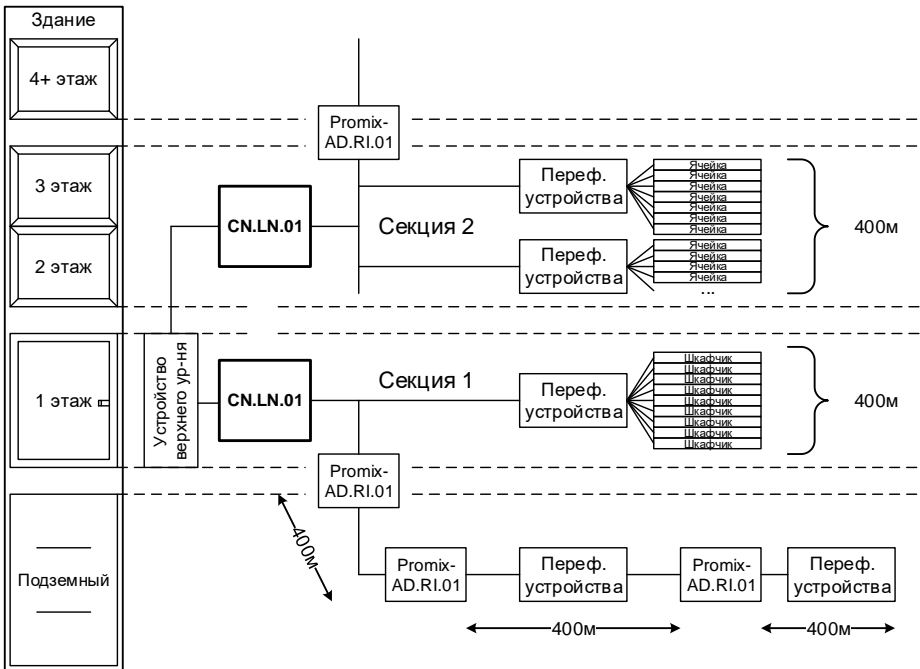 Здание
4+ этаж
Promix-
AD.RI.01
3 этаж
2 этаж
CN.LN.01
Секция 2
Переф.
устройства
Ячейка
Ячейка
Ячейка
Ячейка
Ячейка
Ячейка
Ячейка
400м
Переф.
устройства
Ячейка
Ячейка
Ячейка
Ячейка
...
1 этаж
Устройство
верхнего ур-ня
CN.LN.01
Секция 1
Переф.
устройства
Шкафчик
Шкафчик
Шкафчик
Шкафчик
Шкафчик
Шкафчик
Шкафчик
Шкафчик
Шкафчик
400м
Promix-
AD.RI.01
400м
Подземный
Promix-
AD.RI.01
Переф.
устройства
Promix-
AD.RI.01
Переф.
устройства
400м
400м